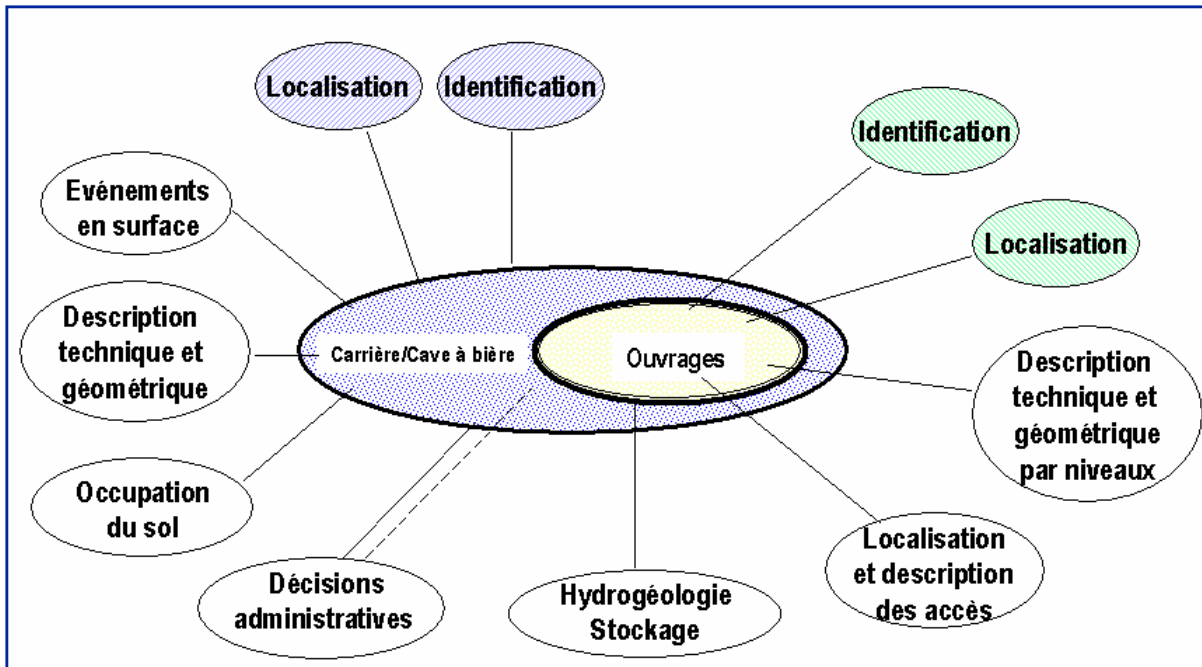 Localisation
Identification
Identification
Evénements
en surface
Localisation
Description
technique et
géométrique
Carrière/Cave à bière
Ouvrages
Description
technique et
géométrique
par niveaux
Occupation
du sol
Localisation
et description
des accès
Décisions
administratives
Hydrogéologie
Stockage